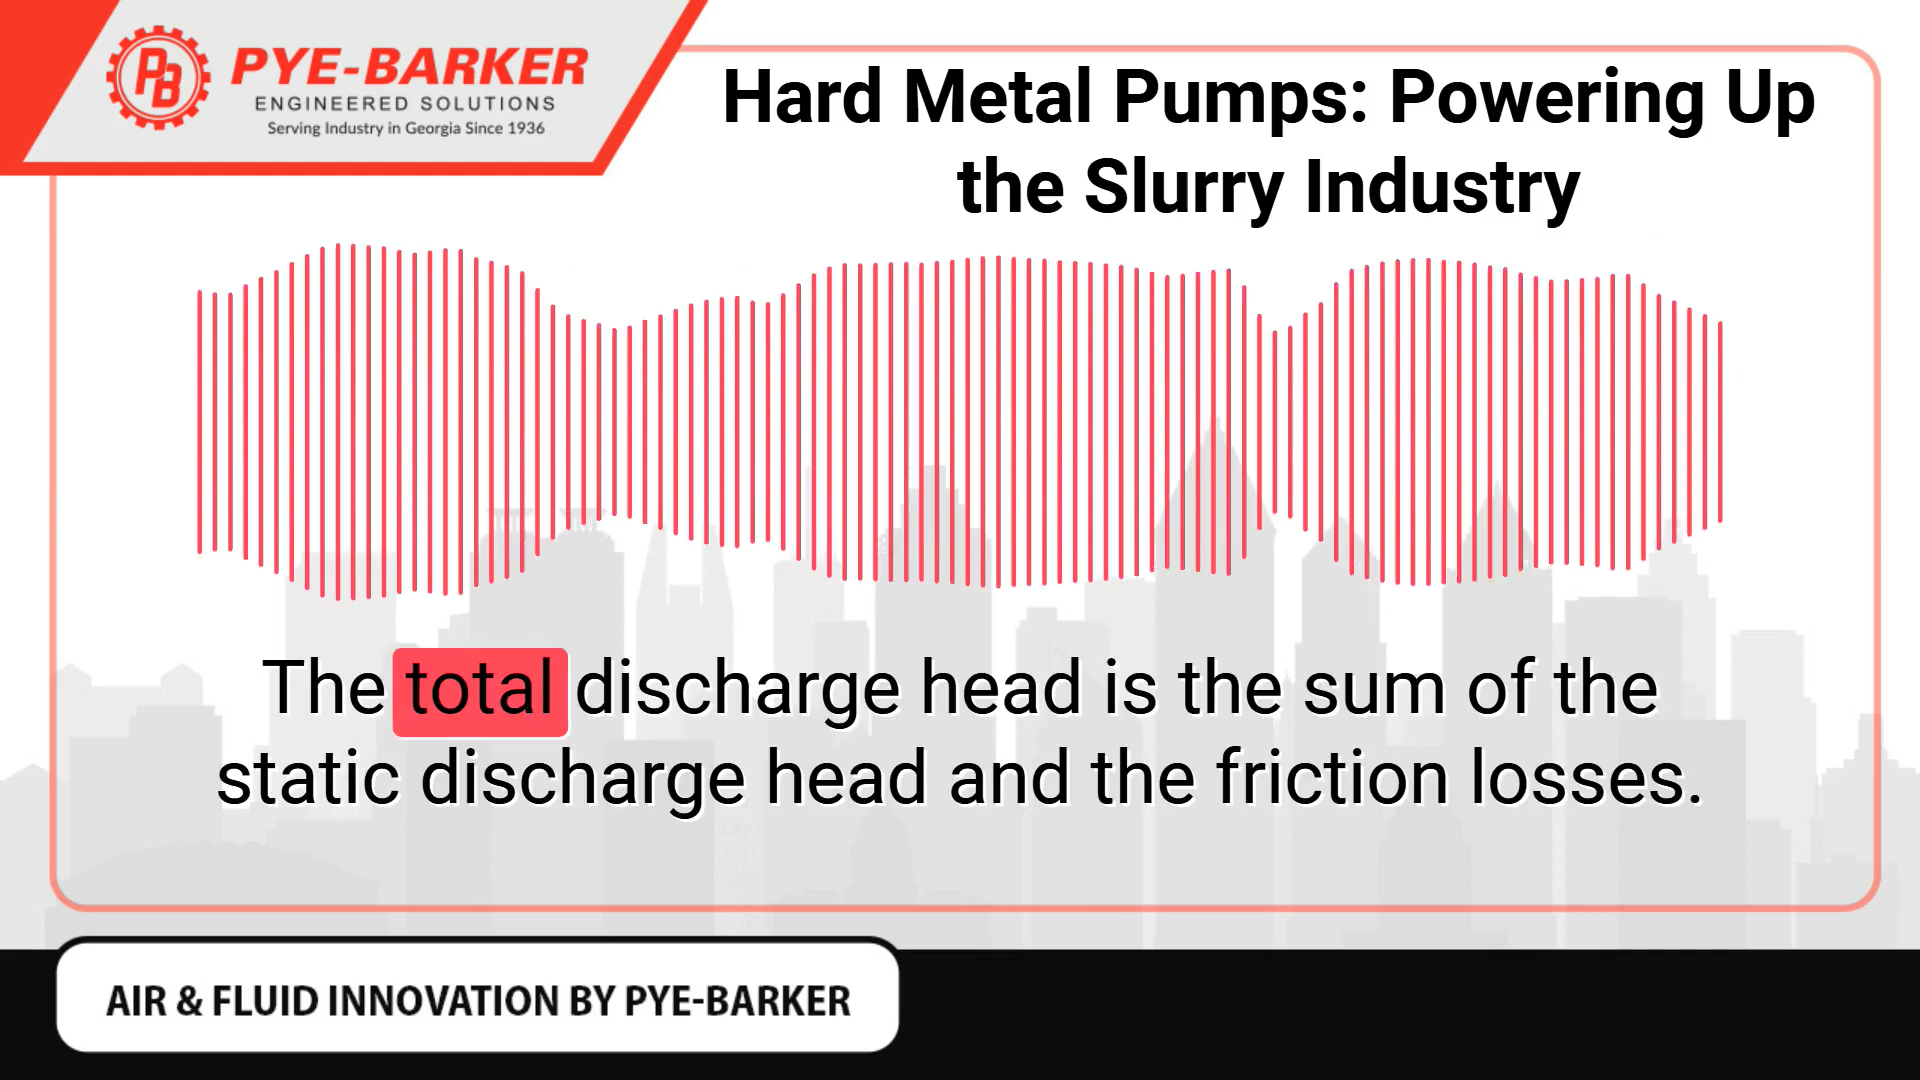 PB
PYE-BARKER
ENGINEERED SOLUTIONS
Serving Industry in Georgia Since 1936
Hard Metal Pumps: Powering Up
the Slurry Industry
The total discharge head is the sum of the
static discharge head and the friction losses.
AIR & FLUID INNOVATION BY PYE-BARKER